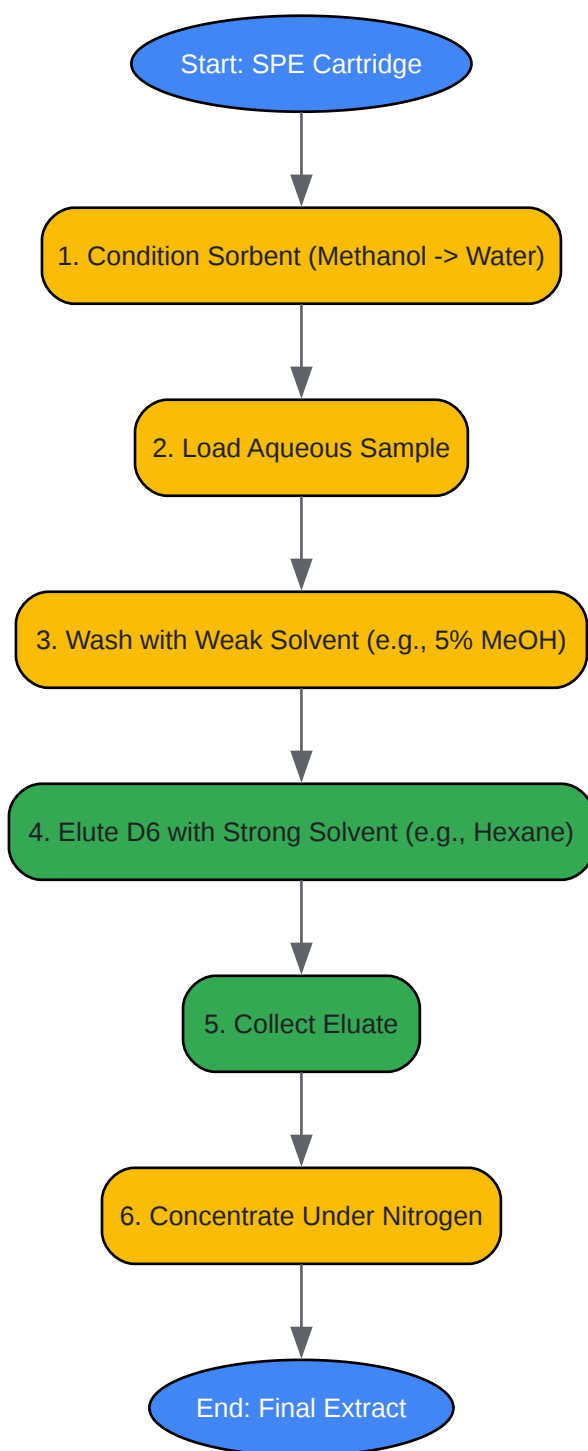 Start: SPE Cartridge
1. Condition Sorbent (Methanol -> Water)
2. Load Aqueous Sample
3. Wash with Weak Solvent (e.g., 5% MeOH)
4. Elute D6 with Strong Solvent (e.g., Hexane)
5. Collect Eluate
6. Concentrate Under Nitrogen
End: Final Extract